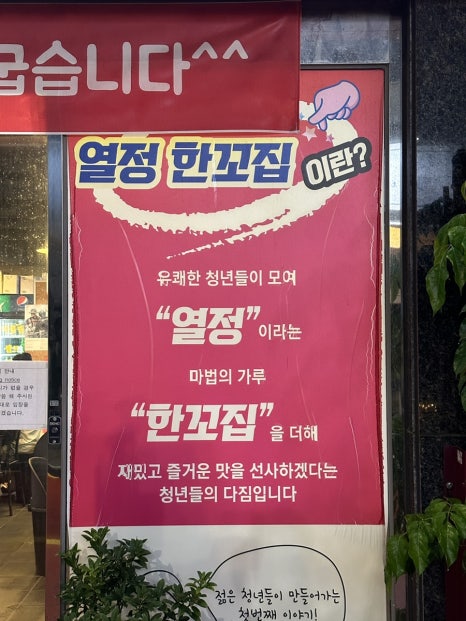 굽습니다^^
열정 한꼬집 이란?
유쾌한 청년들이 모여
“열정”이라는
마법의 가루
“한꼬집”을 더해
재밌고 즐거운 맛을 선사하겠다는
청년들의 다짐입니다
젊은 청년들이 만들어가는
첫번째 이야기!